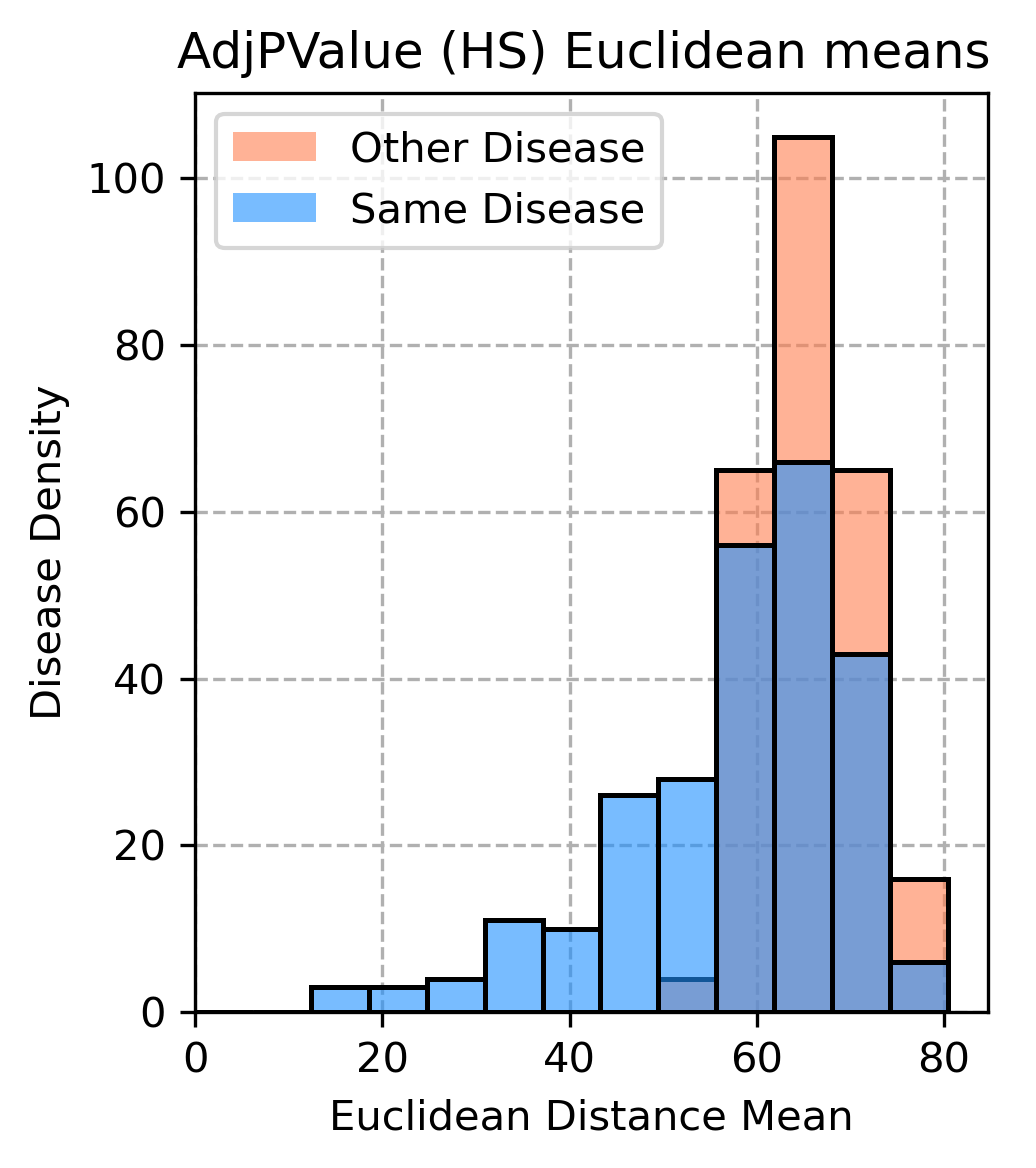 AdjPValue (HS) Euclidean means
Other Disease
Same Disease
Disease Density
100
80
60
40
20
0
0 20 40 60 80
Euclidean Distance Mean